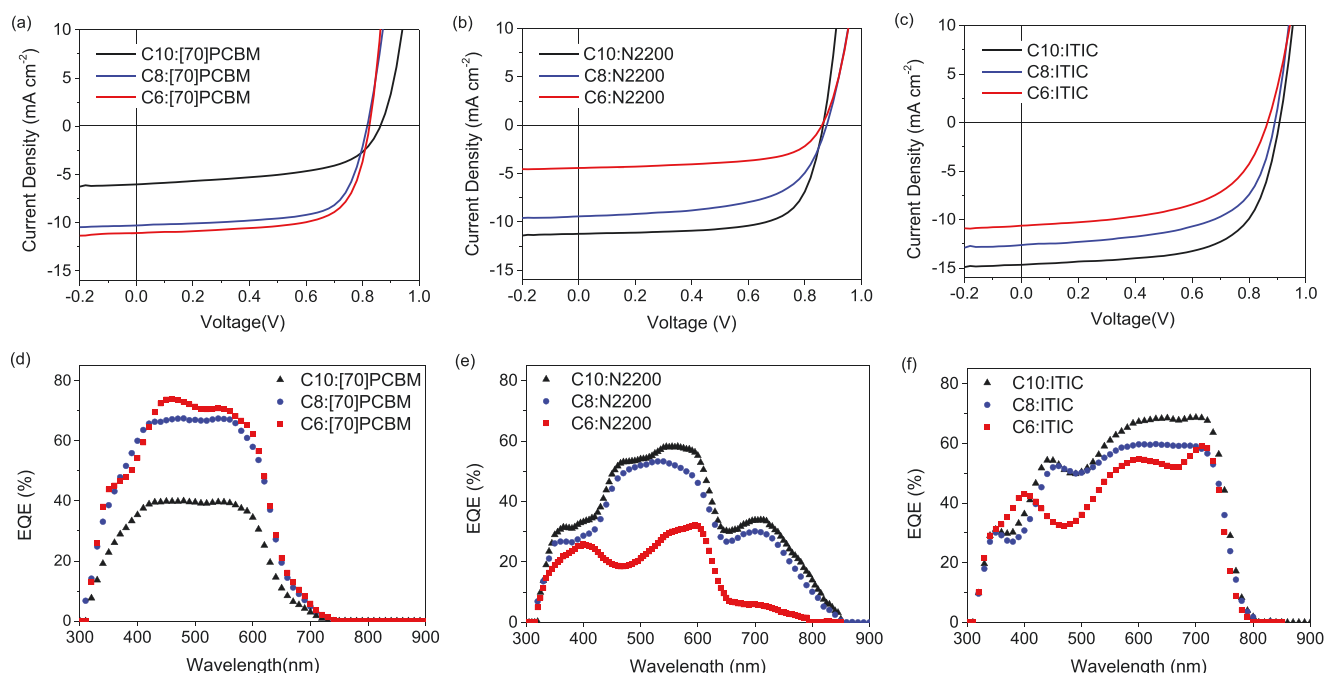 (a)
C10:[70]PCBM
C8:[70]PCBM
C6:[70]PCBM
10
5
0
-5
-10
-15
-0.2 0.0 0.2 0.4 0.6 0.8 1.0
Voltage(V)
Current Density (mA cm⁻²)
(b)
C10:N2200
C8:N2200
C6:N2200
10
5
0
-5
-10
-15
-0.2 0.0 0.2 0.4 0.6 0.8 1.0
Voltage (V)
Current Density (mA cm⁻²)
(c)
C10:ITIC
C8:ITIC
C6:ITIC
10
5
0
-5
-10
-15
-0.2 0.0 0.2 0.4 0.6 0.8 1.0
Voltage(V)
Current Density (mA cm⁻²)
(d)
C10:[70]PCBM
C8:[70]PCBM
C6:[70]PCBM
80
60
40
20
0
300 400 500 600 700 800 900
Wavelength(nm)
EQE (%)
(e)
C10:N2200
C8:N2200
C6:N2200
80
60
40
20
0
300 400 500 600 700 800 900
Wavelength (nm)
EQE (%)
(f)
C10:ITIC
C8:ITIC
C6:ITIC
80
60
40
20
0
300 400 500 600 700 800 900
Wavelength (nm)
EQE (%)